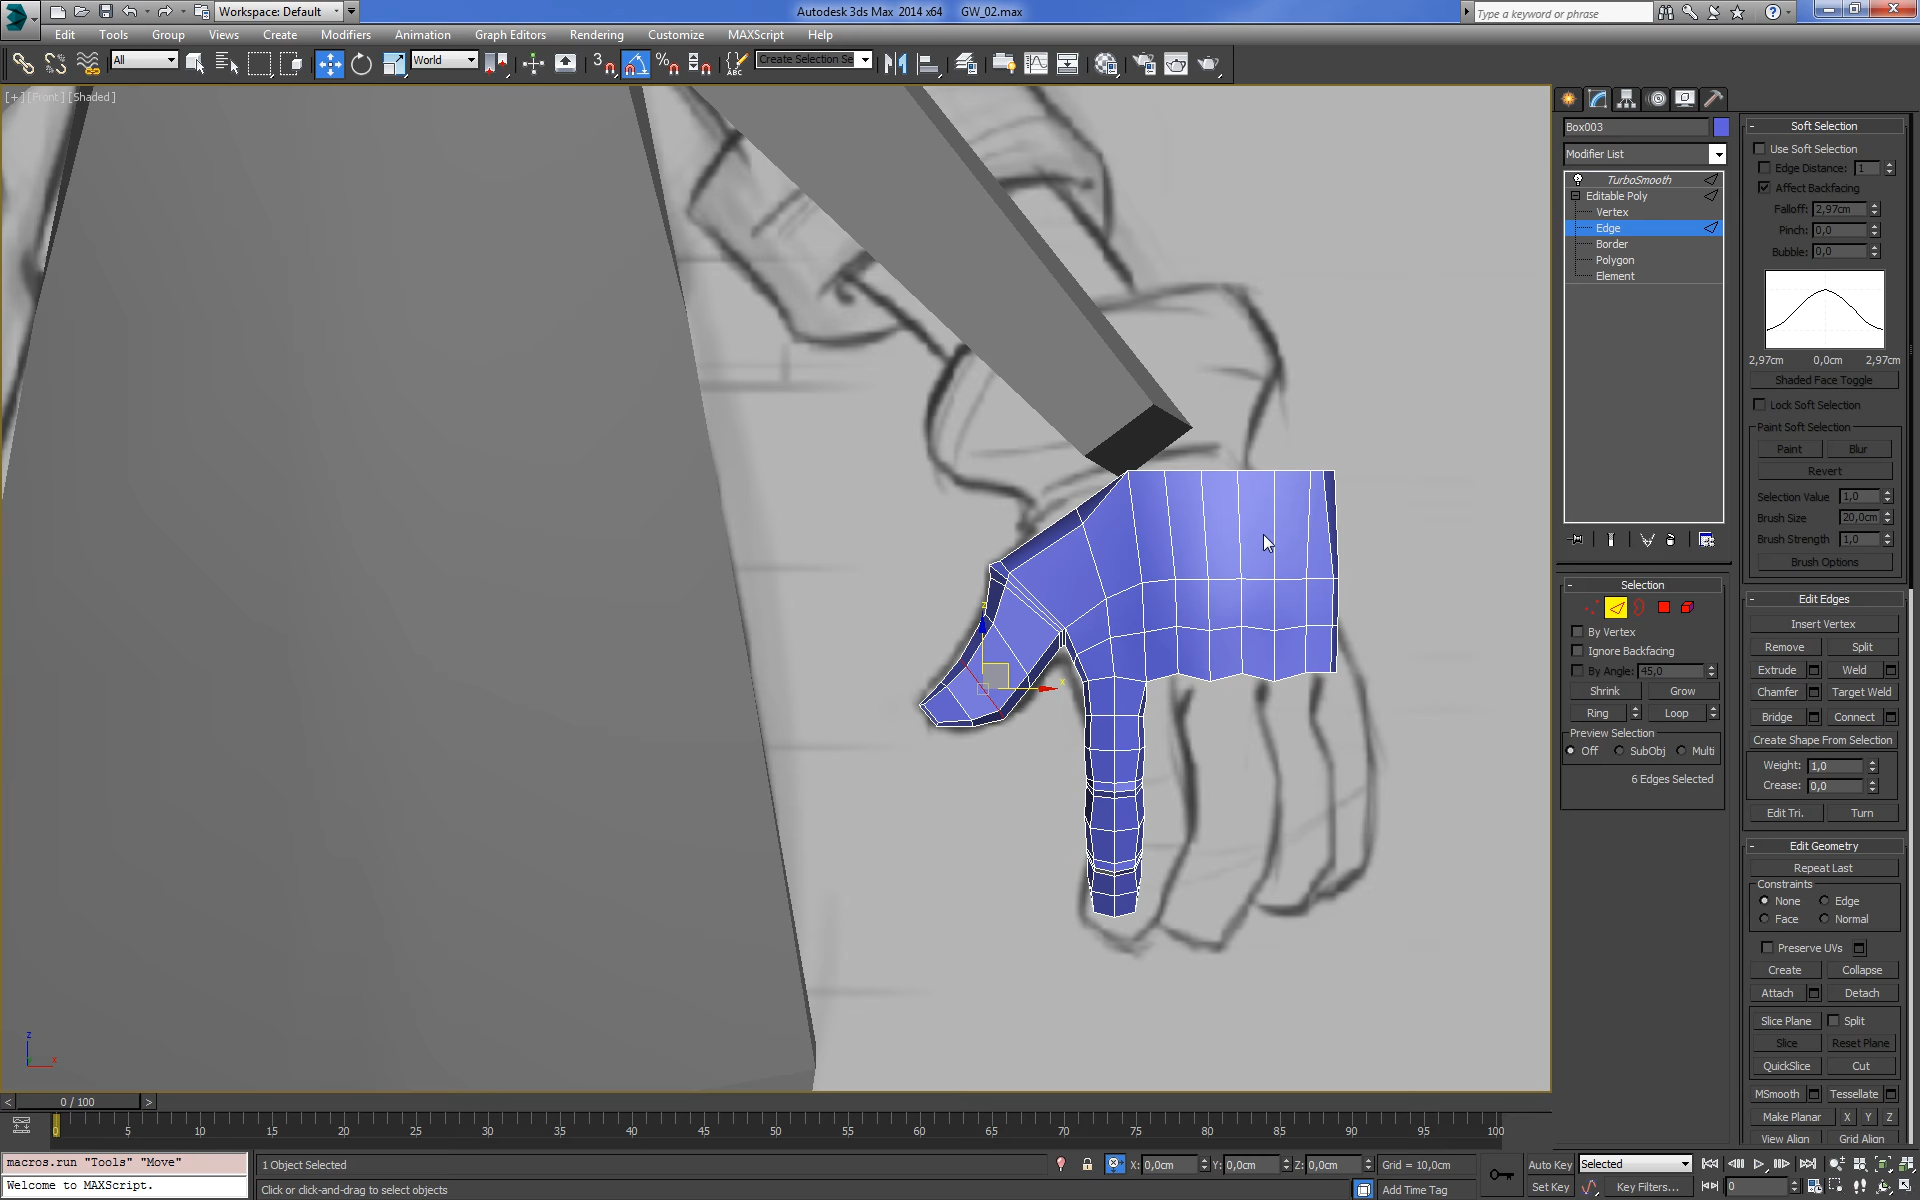 Workspace: Default
Autodesk 3ds Max 2014 x64 GW_02.max
Type a keyword or phrase
Edit Tools Group Views Create Modifiers Animation Graph Editors Rendering Customize MAXScript Help
All
World
3
ABC
Create Selection Se
[+] [Front] [Shaded]
Box003
Modifier List
TurboSmooth
Editable Poly
Vertex
Edge
Border
Polygon
Element
Selection
By Vertex
Ignore Backfacing
By Angle: 45,0
Shrink Grow
Ring Loop
Preview Selection
Off SubObj Multi
6 Edges Selected
Soft Selection
Use Soft Selection
Edge Distance: 1
Affect Backfacing
Falloff: 2,97cm
Pinch: 0,0
Bubble: 0,0
2,97cm 0,0cm 2,97cm
Shaded Face Toggle
Lock Soft Selection
Paint Soft Selection
Paint Blur
Revert
Selection Value 1,0
Brush Size 20,0cm
Brush Strength 1,0
Brush Options
Edit Edges
Insert Vertex
Remove Split
Extrude Weld
Chamfer Target Weld
Bridge Connect
Create Shape From Selection
Weight: 1,0
Crease: 0,0
Edit Tri. Turn
Edit Geometry
Repeat Last
Constraints
None Edge
Face Normal
Preserve UVs
Create Collapse
Attach Detach
Slice Plane Split
Slice Reset Plane
QuickSlice Cut
MSmooth Tessellate
Make Planar X Y Z
View Align Grid Align
z
x
z
x
< 0 / 100 >
0 5 10 15 20 25 30 35 40 45 50 55 60 65 70 75 80 85 90 95 100
macros.run "Tools" "Move"
Welcome to MAXScript.
1 Object Selected
Click or click-and-drag to select objects
X: 0,0cm Y: 0,0cm Z: 0,0cm
Grid = 10,0cm
Add Time Tag
Auto Key Selected
Set Key Key Filters...
0